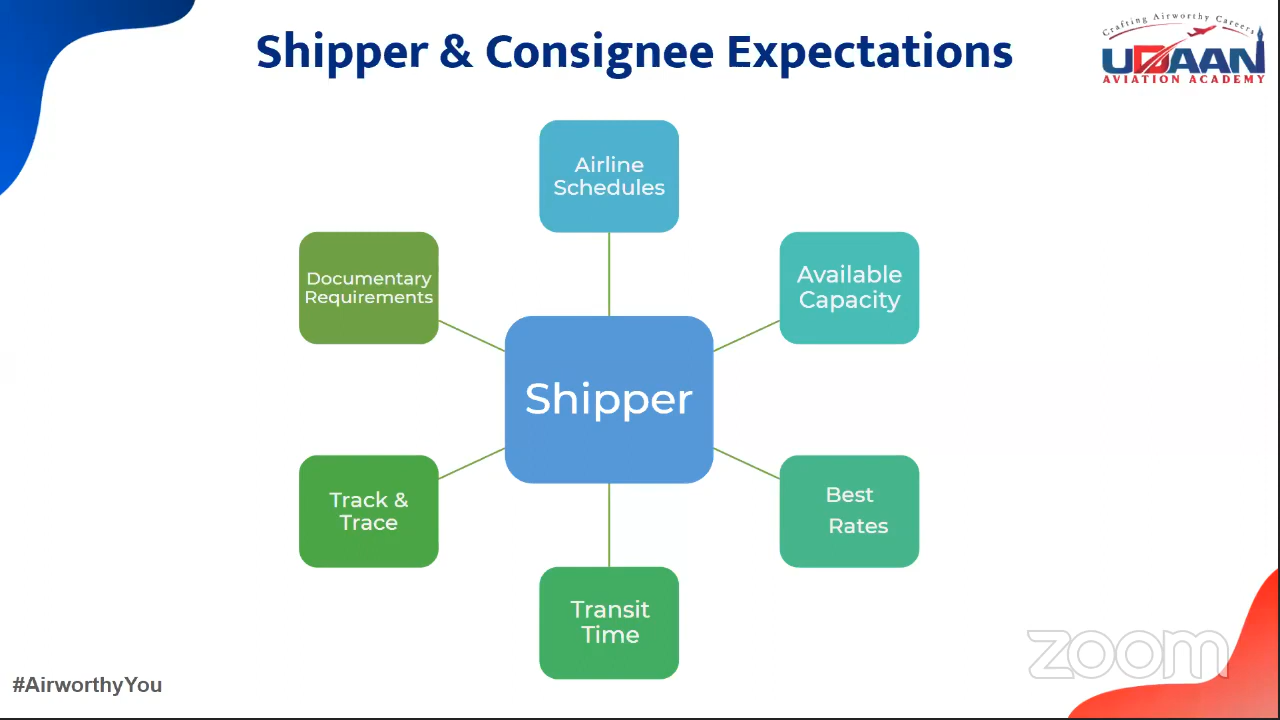 Shipper & Consignee Expectations
Crafting Airworthy Careers
UDAAN
AVIATION ACADEMY
Airline
Schedules
Documentary
Requirements
Available
Capacity
Shipper
Track &
Trace
Best
Rates
Transit
Time
zoom
#AirworthyYou